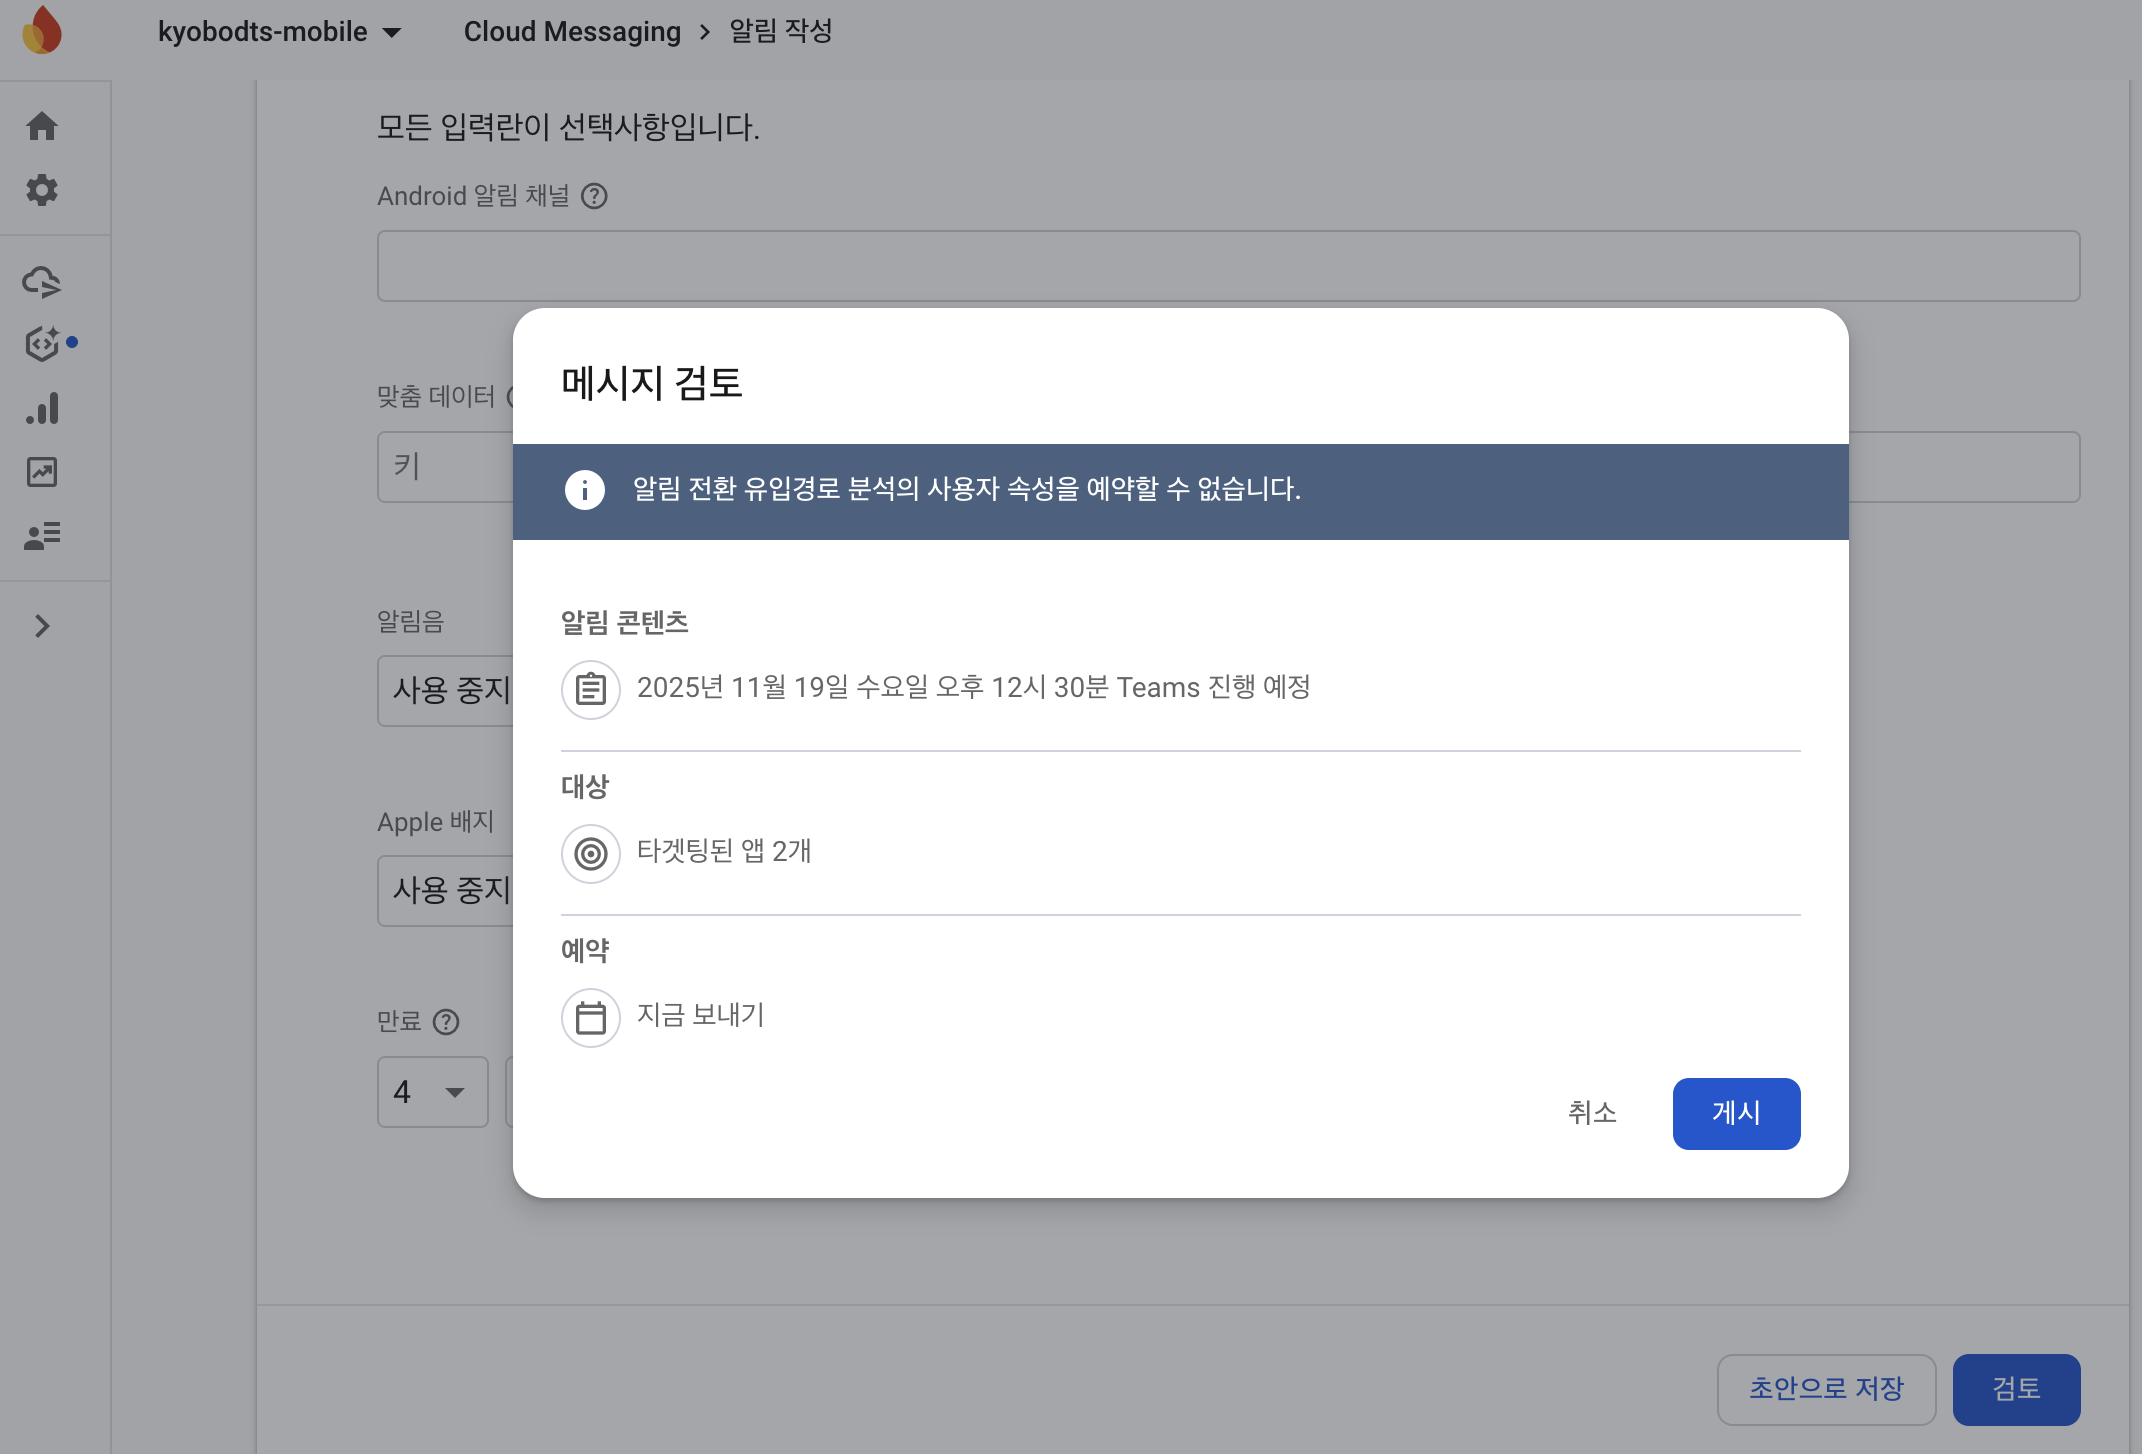 kyobodts-mobile
Cloud Messaging > 알림 작성
모든 입력란이 선택사항입니다.
Android 알림 채널
맞춤 데이터
키
알림음
사용 중지
Apple 배지
사용 중지
만료
4
메시지 검토
알림 전환 유입경로 분석의 사용자 속성을 예약할 수 없습니다.
알림 콘텐츠
2025년 11월 19일 수요일 오후 12시 30분 Teams 진행 예정
대상
타겟팅된 앱 2개
예약
지금 보내기
취소
게시
초안으로 저장
검토